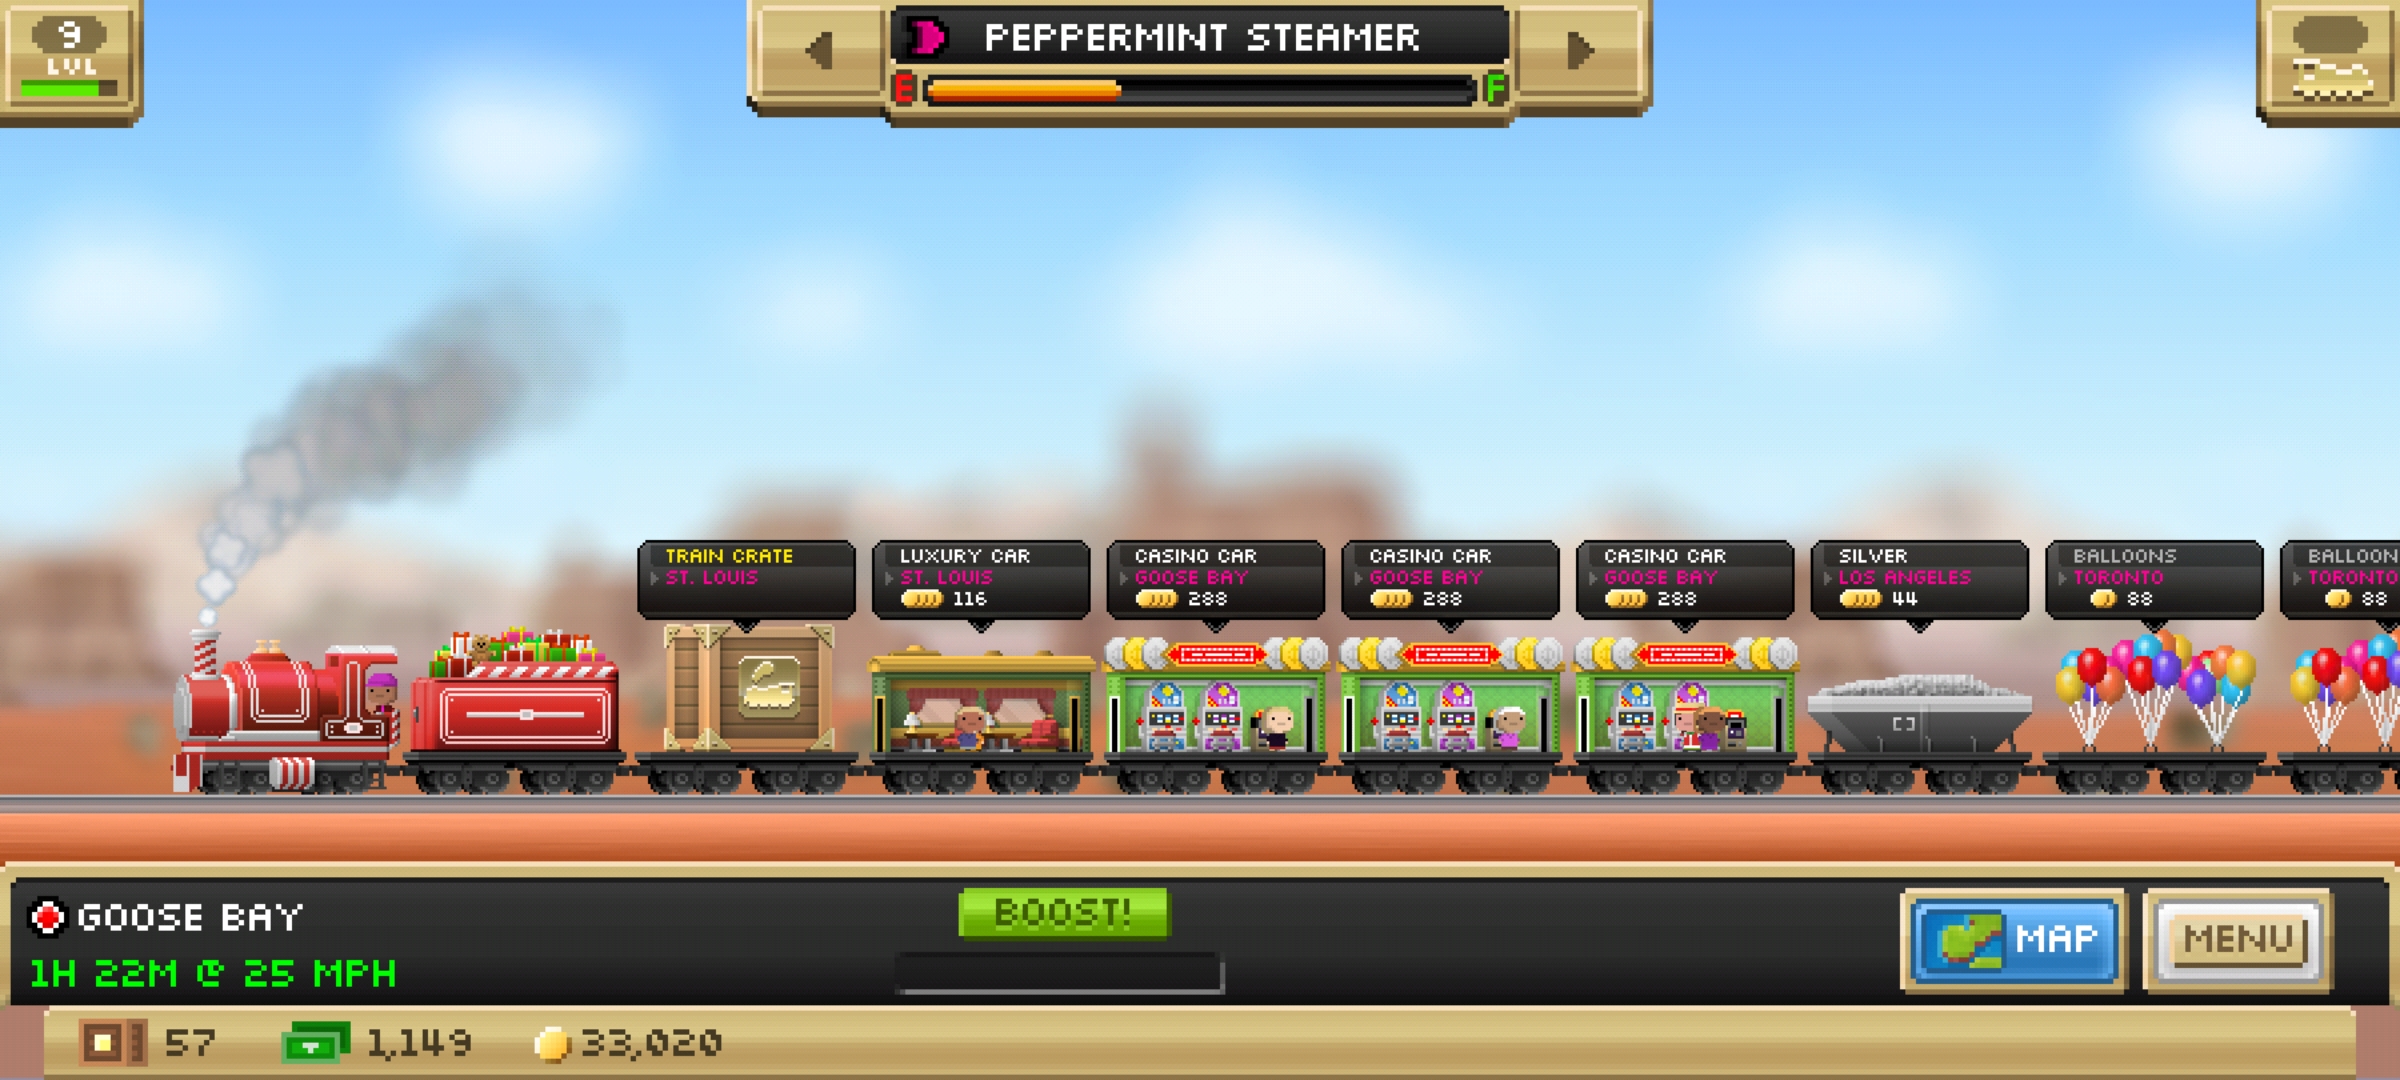 9
LVL
PEPPERMINT STEAMER
E F
TRAIN CRATE
ST. LOUIS
LUXURY CAR
ST. LOUIS
116
CASINO CAR
GOOSE BAY
288
CASINO CAR
GOOSE BAY
288
CASINO CAR
GOOSE BAY
288
SILVER
LOS ANGELES
44
BALLOONS
TORONTO
88
BALLOON
TORONTO
88
GOOSE BAY
1H 22M @ 25 MPH
BOOST!
MAP
MENU
57
1,149
33,020